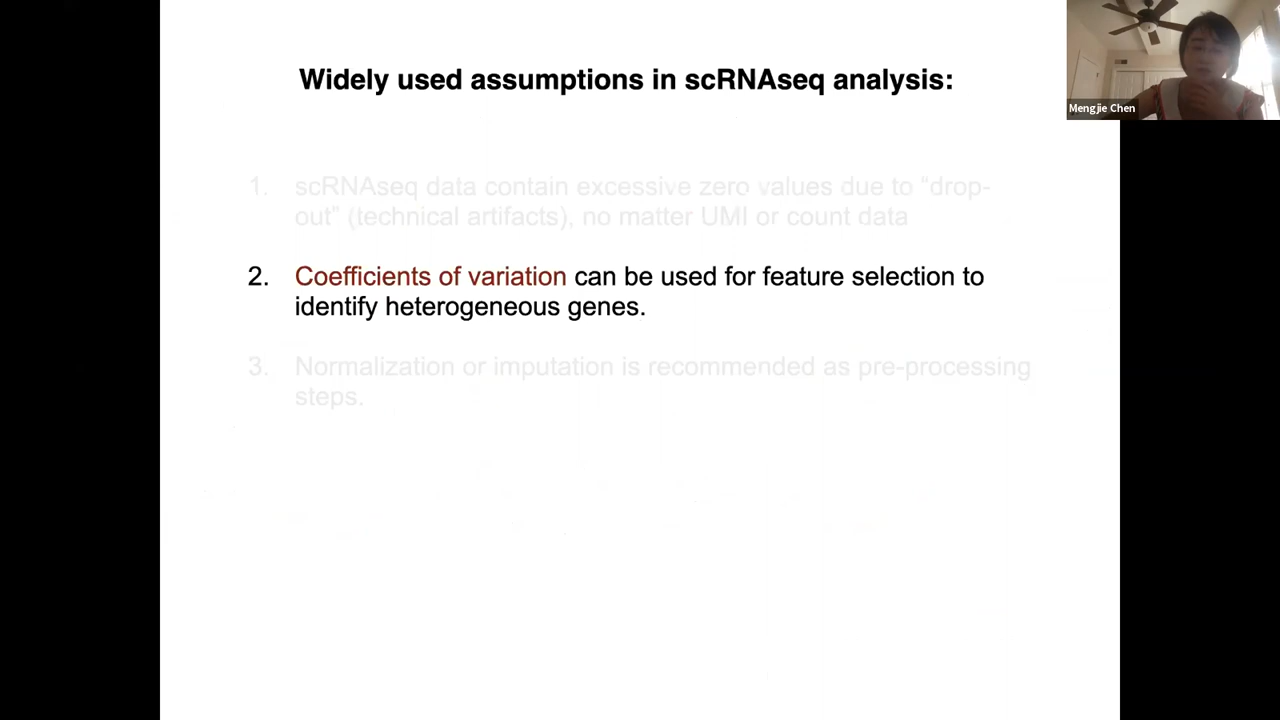 Widely used assumptions in scRNAseq analysis:
Mengjie Chen
1. scRNAseq data contain excessive zero values due to “drop-
out” (technical artifacts), no matter UMI or count data
2. Coefficients of variation can be used for feature selection to
identify heterogeneous genes.
3. Normalization or imputation is recommended as pre-processing
steps.